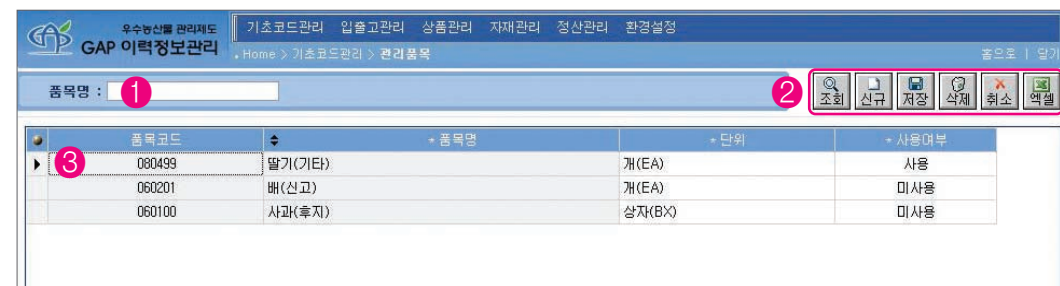 우수농산물 관리제도
GAP 이력정보관리
기초코드관리 입출고관리 상품관리 자재관리 정산관리 환경설정
Home > 기초코드관리 > 관리품목
홈으로 | 닫기
품목명 : 1
2 조회 신규 저장 삭제 취소 엑셀
품목코드 * 품목명 * 단위 * 사용여부
3 080499 딸기(기타) 개(EA) 사용
060201 배(신고) 개(EA) 미사용
060100 사과(후지) 상자(BX) 미사용